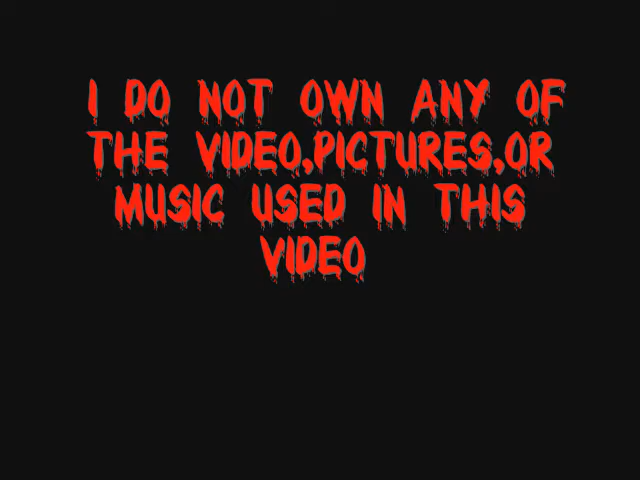 I DO NOT OWN ANY OF
THE VIDEO,PICTURES,OR
MUSIC USED IN THIS
VIDEO